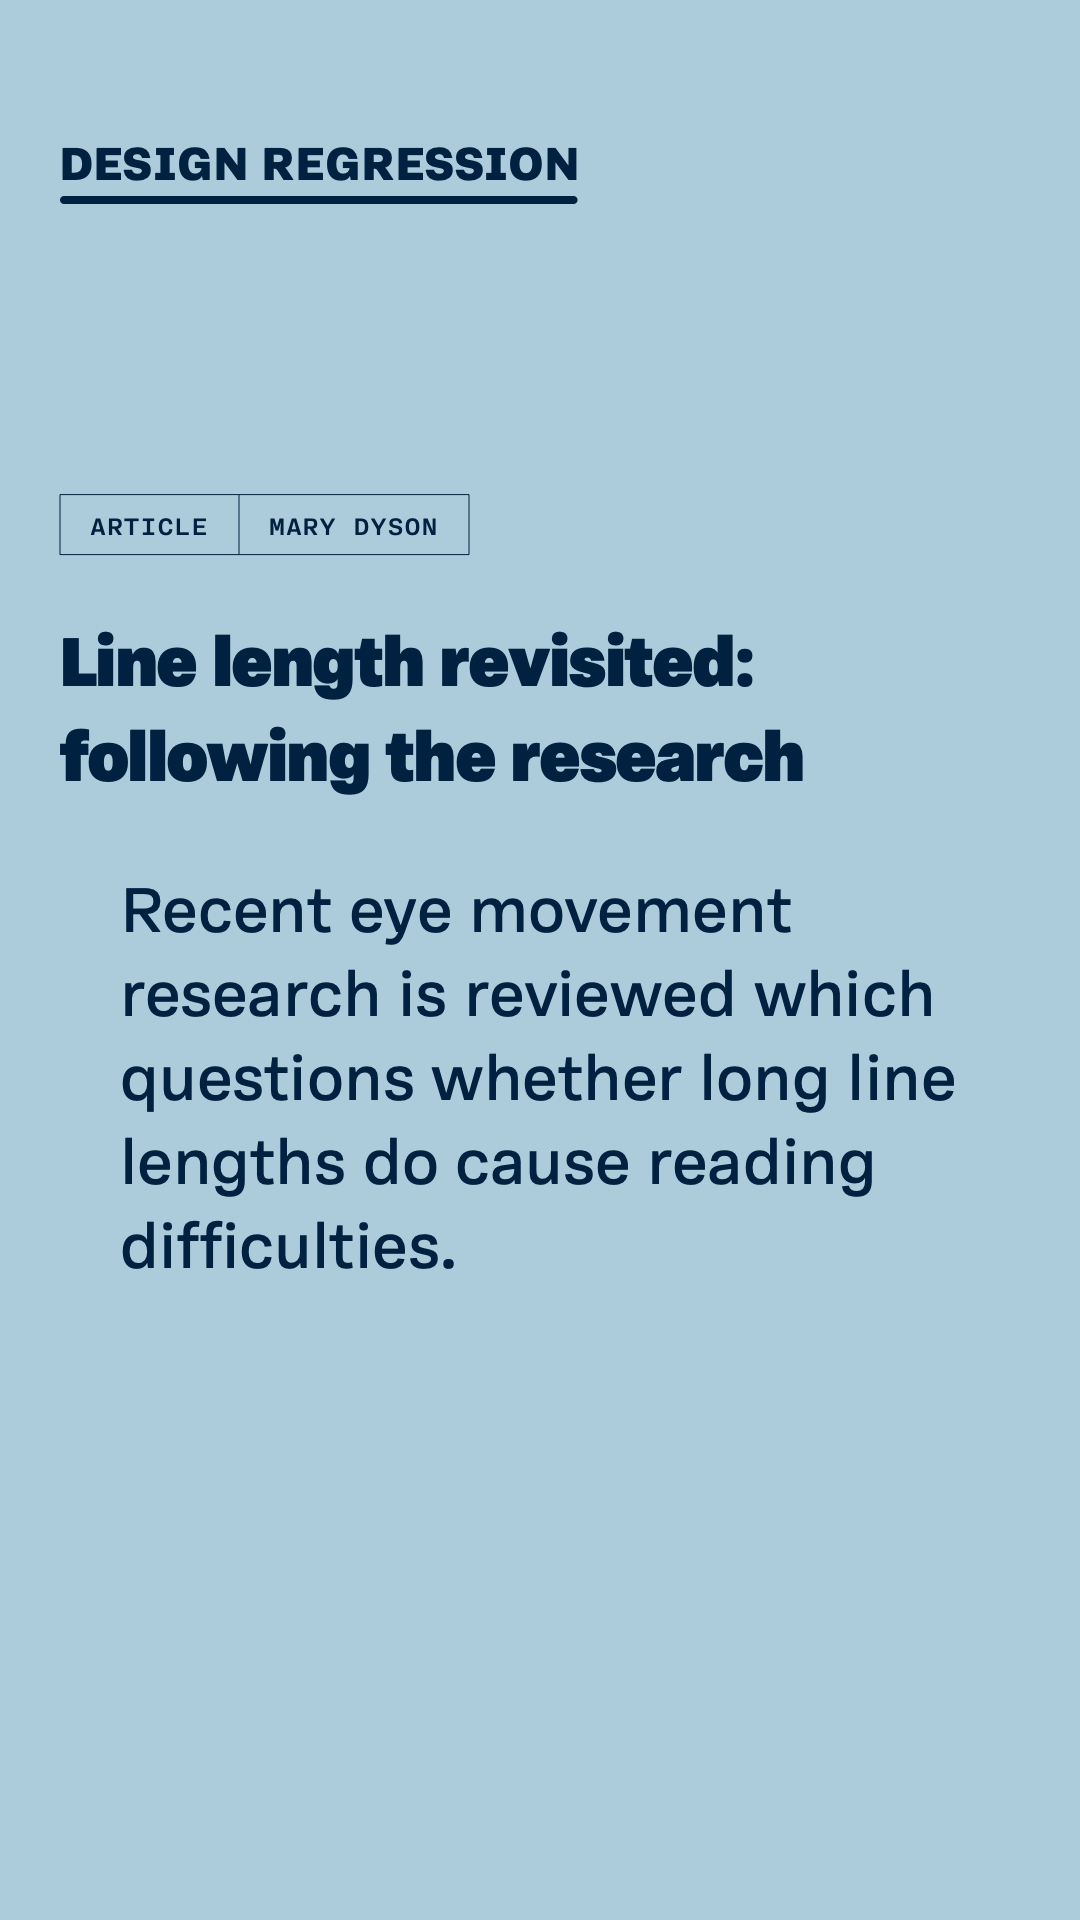 DESIGN REGRESSION
ARTICLE MARY DYSON
Line length revisited:
following the research
Recent eye movement
research is reviewed which
questions whether long line
lengths do cause reading
difficulties.